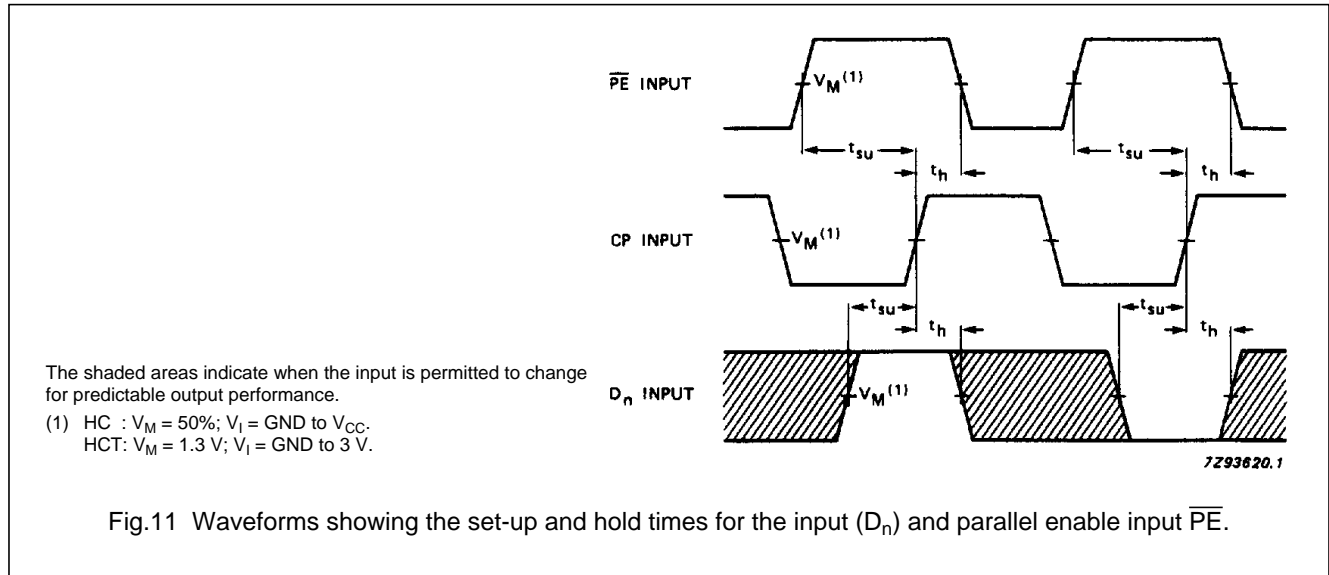 PE INPUT
V_M (1)
t_su
t_su
t_h
t_h
CP INPUT
V_M (1)
t_su
t_su
t_h
t_h
D_n INPUT
V_M (1)
7Z93620.1
The shaded areas indicate when the input is permitted to change
for predictable output performance.
(1) HC : V_M = 50%; V_I = GND to V_CC.
HCT: V_M = 1.3 V; V_I = GND to 3 V.
Fig.11 Waveforms showing the set-up and hold times for the input (D_n) and parallel enable input PE.